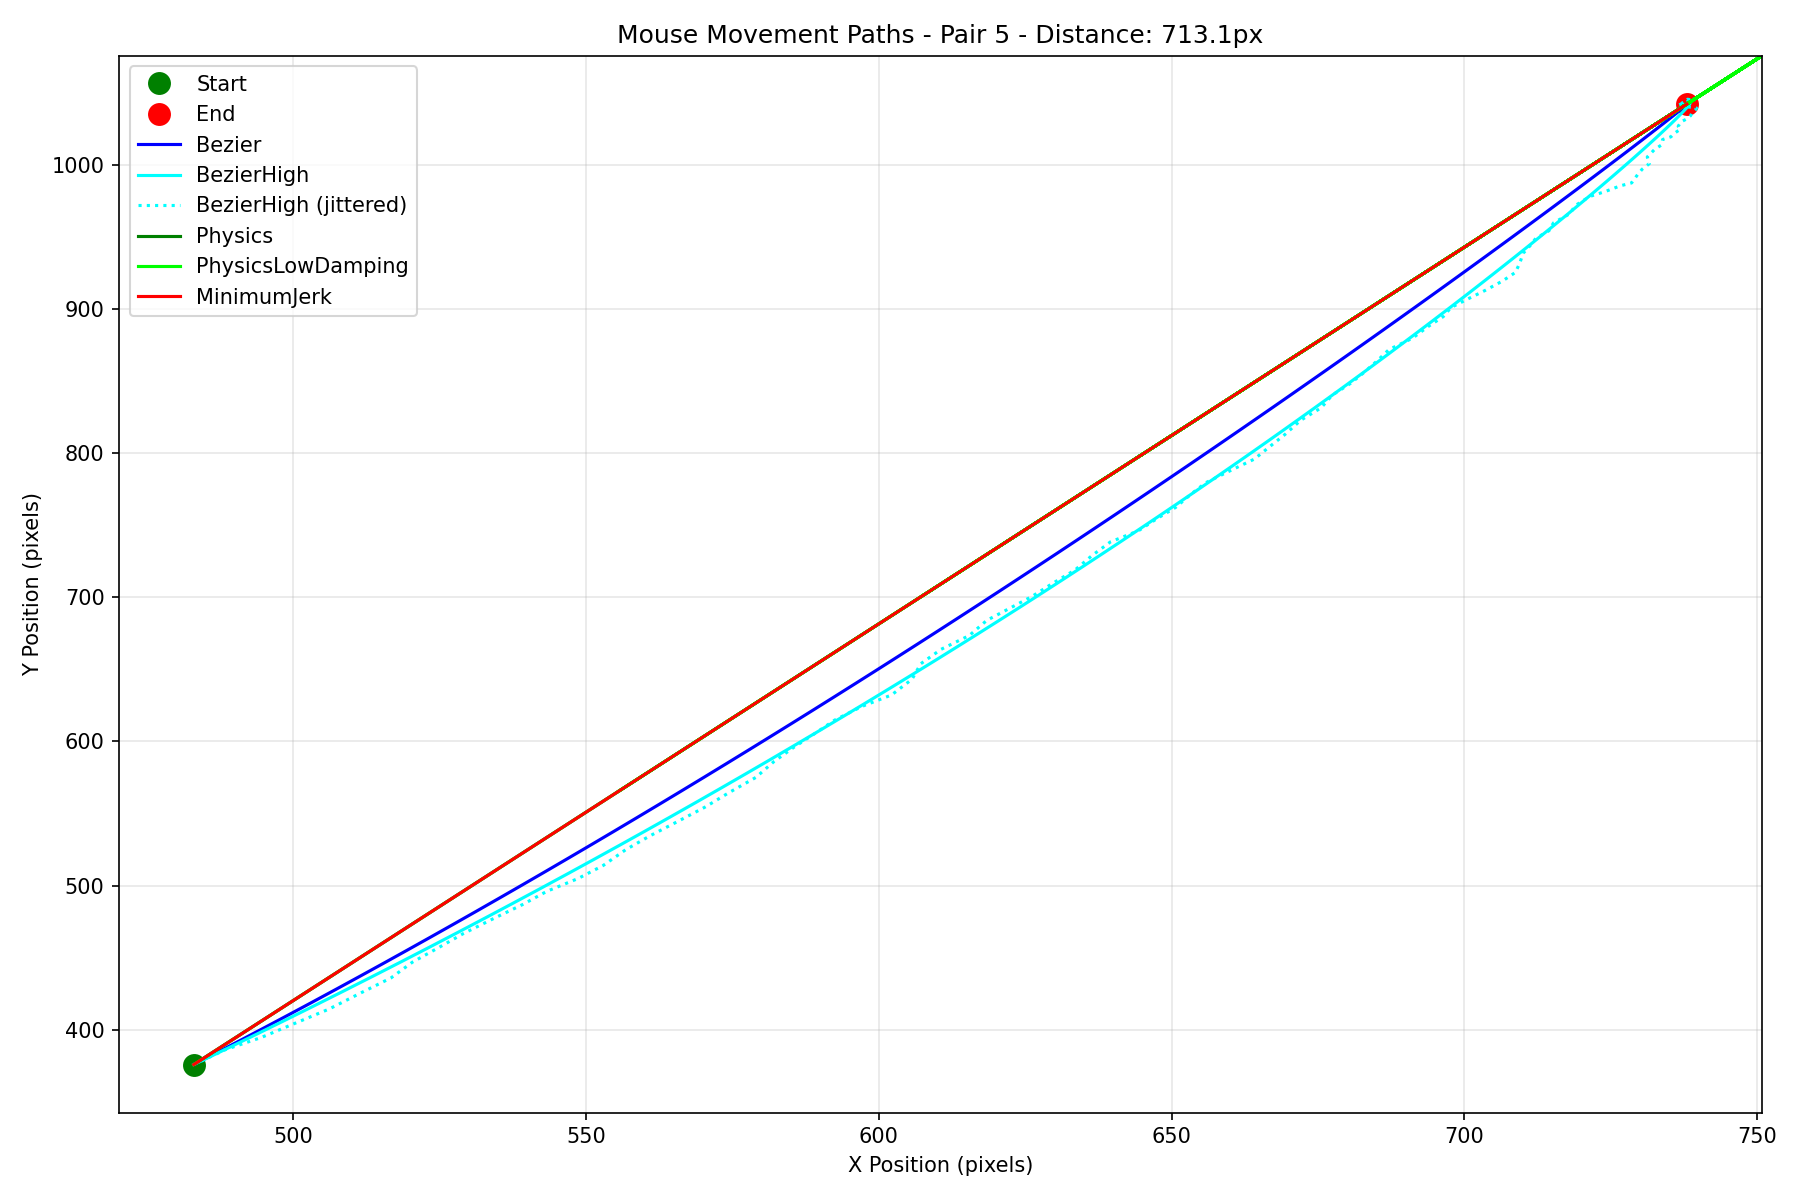 Mouse Movement Paths - Pair 5 - Distance: 713.1px
Start
End
Bezier
BezierHigh
BezierHigh (jittered)
Physics
PhysicsLowDamping
MinimumJerk
Y Position (pixels)
1000
900
800
700
600
500
400
500
550
600
650
700
750
X Position (pixels)